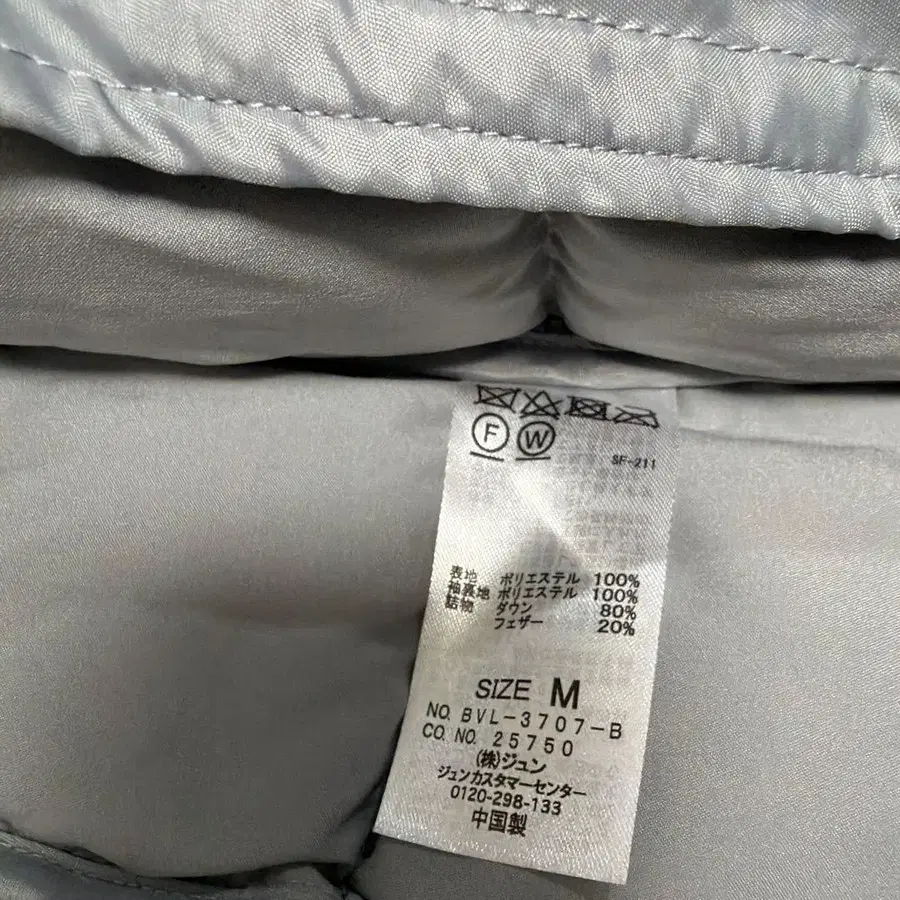 F W
SF-211
表地 ポリエステル 100%
袖裏地 ポリエステル 100%
詰物 ダウン 80%
フェザー 20%
SIZE M
NO. BVL-3707-B
CO. NO. 25750
(株)ジュン
ジュンカスタマーセンター
0120-298-133
中国製